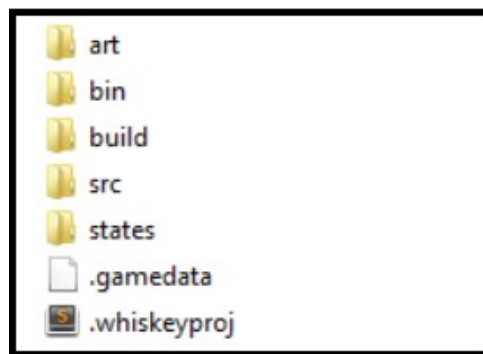 art
bin
build
src
states
.gamedata
.whiskeyproj